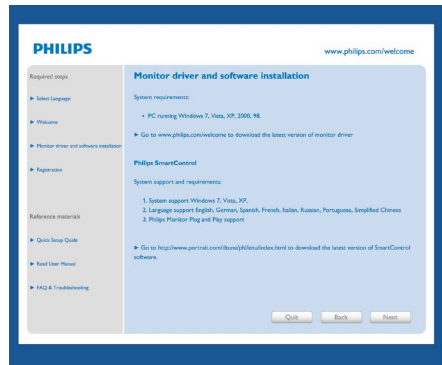 PHILIPS
www.philips.com/welcome
Required steps
► Select Language
► Welcome
► Monitor driver and software installation
► Registration
Reference materials
► Quick Setup Guide
► Read User Manual
► FAQ & Troubleshooting
Monitor driver and software installation
System requirements:
• PC running Windows 7, Vista, XP, 2000, 98.
► Go to www.philips.com/welcome to download the latest version of monitor driver
Philips SmartControl
System support and requirements:
1. System support Windows 7, Vista, XP.
2. Language support English, German, Spanish, French, Italian, Russian, Portuguese, Simplified Chinese
3. Philips Monitor Plug and Play support
► Go to http://www.portrait.com/dtune/phl/enu/index.html to download the latest version of SmartControl
software.
Quit
Back
Next